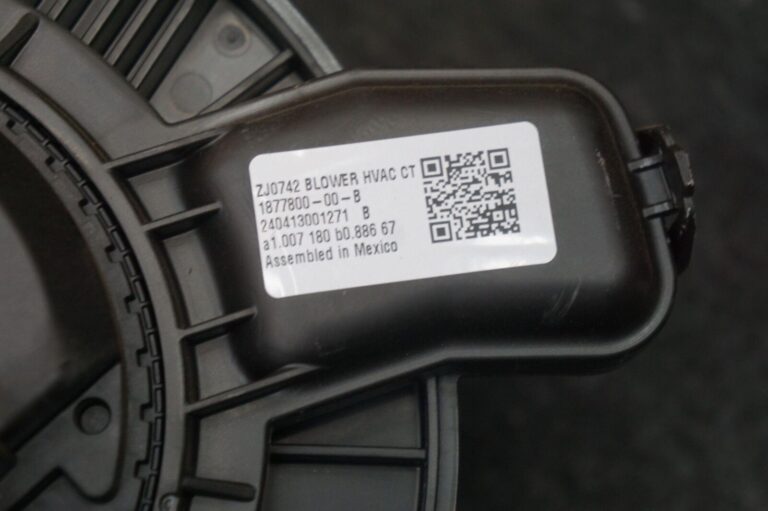 ZJ0742 BLOWER HVAC CT
1877800-00-B
240413001271 B
a1.007 180 b0.886 67
Assembled in Mexico